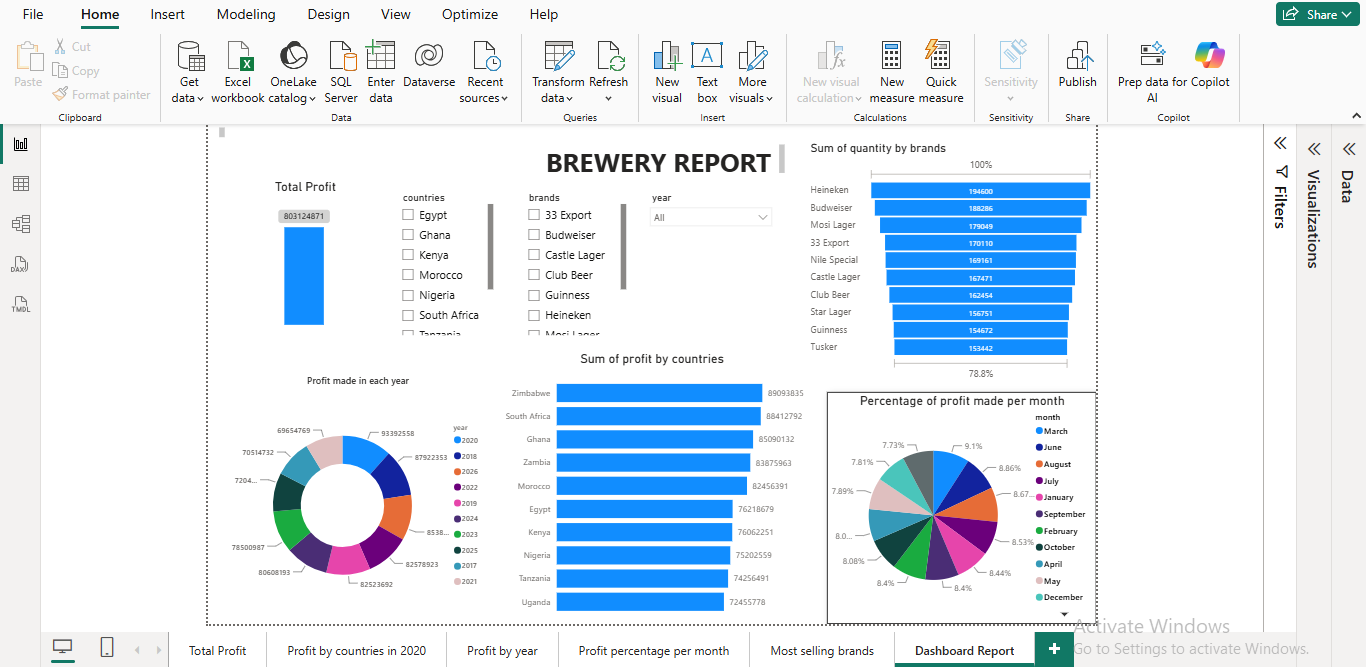 File Home Insert Modeling Design View Optimize Help Share
Paste Cut Copy Format painter
Get data Excel workbook OneLake catalog SQL Server Enter data Dataverse Recent sources
Transform data Refresh
New visual Text box More visuals
New visual calculation New measure Quick measure
Sensitivity
Publish
Prep data for AI Copilot
Clipboard Data Queries Insert Calculations Sensitivity Share Copilot
BREWERY REPORT
Total Profit
803124871
countries
Egypt
Ghana
Kenya
Morocco
Nigeria
South Africa
Tanzania
brands
33 Export
Budweiser
Castle Lager
Club Beer
Guinness
Heineken
Mosi Lager
year
All
Sum of quantity by brands
100%
Heineken 194600
Budweiser 188286
Mosi Lager 179049
33 Export 170110
Nile Special 169161
Castle Lager 167471
Club Beer 162454
Star Lager 156751
Guinness 154672
Tusker 153442
78.8%
Profit made in each year
93392558
87922353
8538...
82578923
82523692
80608193
78500987
7204...
70514732
69654769
year
2020
2018
2026
2022
2019
2024
2023
2025
2017
2021
Sum of profit by countries
Zimbabwe 89093835
South Africa 88412792
Ghana 85090132
Zambia 83875963
Morocco 82456391
Egypt 76218679
Kenya 76062251
Nigeria 75202559
Tanzania 74256491
Uganda 72455778
Percentage of profit made per month
9.1%
8.86%
8.67...
8.53%
8.44%
8.4%
8.4%
8.08%
8.0...
7.89%
7.81%
7.73%
month
March
June
August
July
January
September
February
October
April
May
December
Filters
Visualizations
Data
DAX
TMDL
Activate Windows
Go to Settings to activate Windows.
Total Profit Profit by countries in 2020 Profit by year Profit percentage per month Most selling brands Dashboard Report +